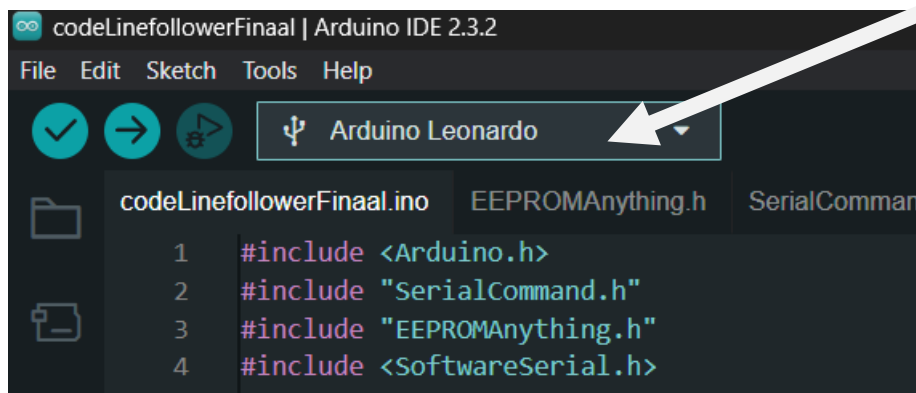 codeLinefollowerFinaal | Arduino IDE 2.3.2
File Edit Sketch Tools Help
Arduino Leonardo
codeLinefollowerFinaal.ino EEPROMAnything.h SerialComman
1 #include <Arduino.h>
2 #include "SerialCommand.h"
3 #include "EEPROMAnything.h"
4 #include <SoftwareSerial.h>